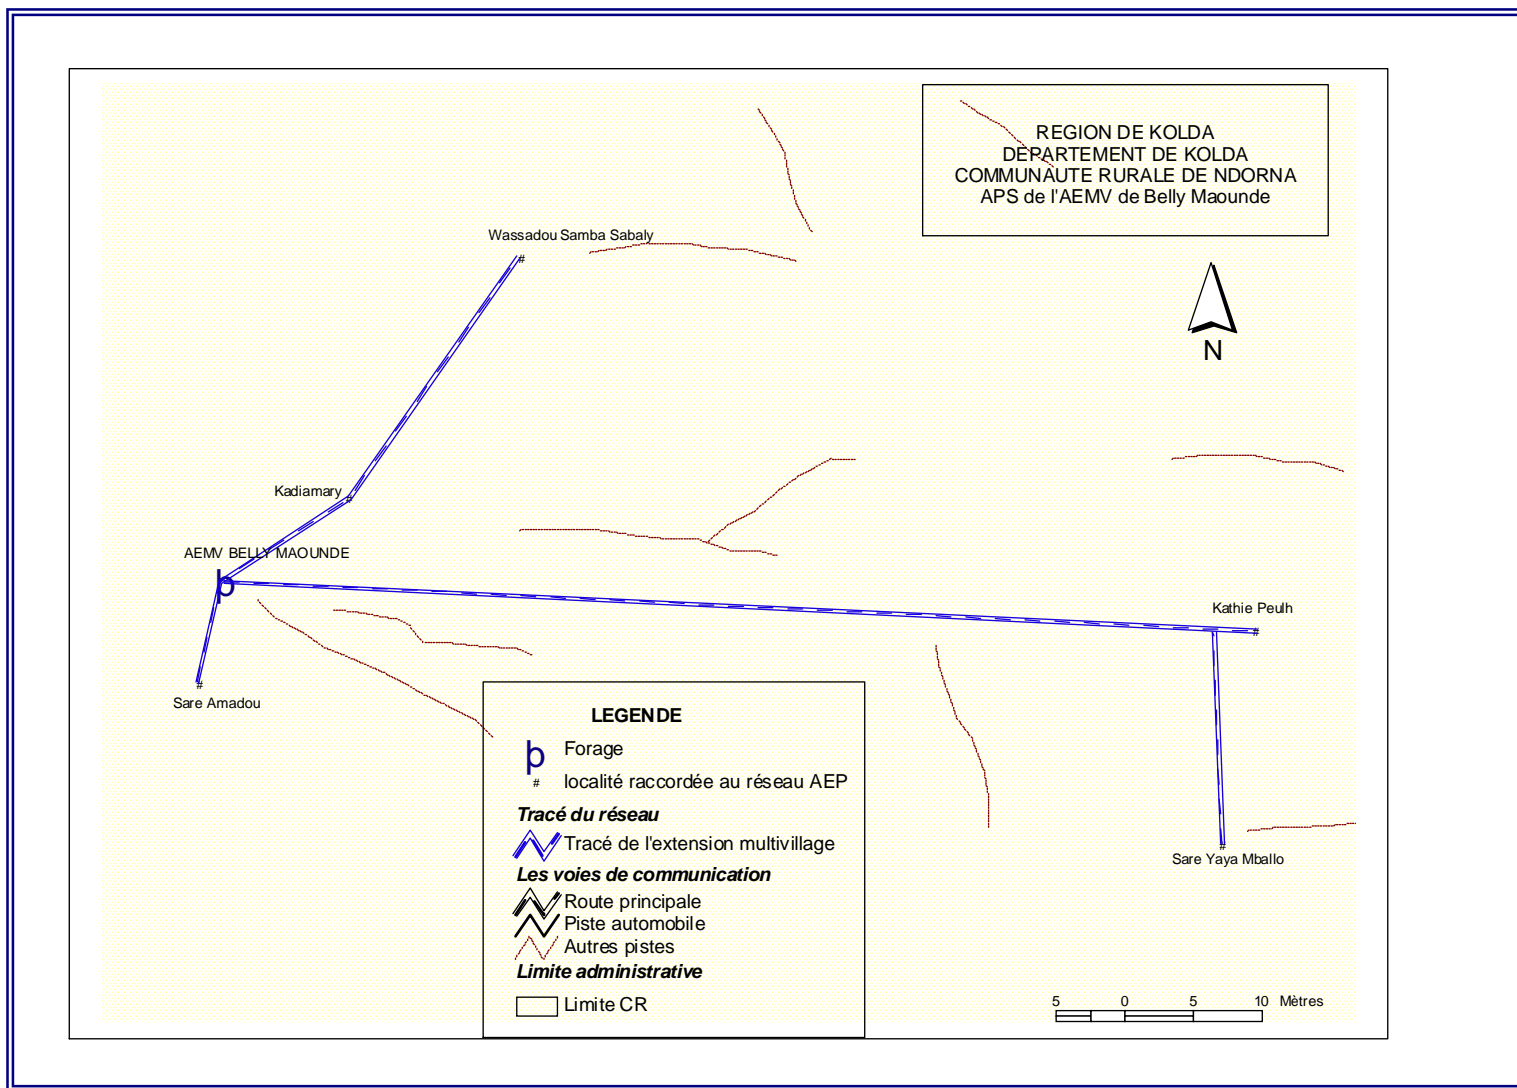 REGION DE KOLDA
DEPARTEMENT DE KOLDA
COMMUNAUTE RURALE DE NDORNA
APS de l'AEMV de Belly Maounde
Wassadou Samba Sabaly
#
N
Kadiamary
#
AEMV BELLY MAOUNDE
þ
Kathie Peulh
#
#
Sare Amadou
#
Sare Yaya Mballo
LEGENDE
þ Forage
# localité raccordée au réseau AEP
Tracé du réseau
Tracé de l'extension multivillage
Les voies de communication
Route principale
Piste automobile
Autres pistes
Limite administrative
Limite CR
5 0 5 10 Mètres